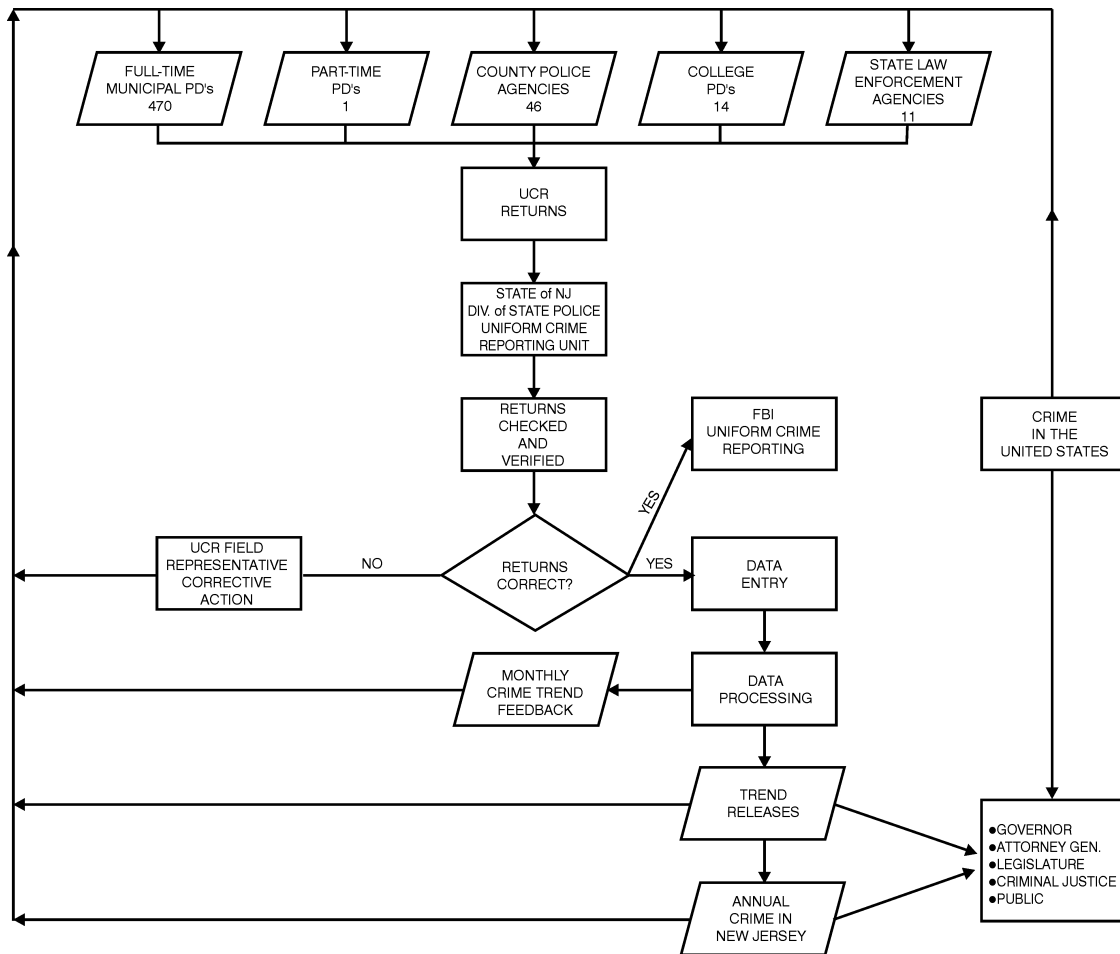 FULL-TIME
MUNICIPAL PD's
470
PART-TIME
PD's
1
COUNTY POLICE
AGENCIES
46
COLLEGE
PD's
14
STATE LAW
ENFORCEMENT
AGENCIES
11
UCR
RETURNS
STATE of NJ
DIV. of STATE POLICE
UNIFORM CRIME
REPORTING UNIT
RETURNS
CHECKED
AND
VERIFIED
FBI
UNIFORM CRIME
REPORTING
CRIME
IN THE
UNITED STATES
YES
UCR FIELD
REPRESENTATIVE
CORRECTIVE
ACTION
NO
RETURNS
CORRECT?
YES
DATA
ENTRY
MONTHLY
CRIME TREND
FEEDBACK
DATA
PROCESSING
TREND
RELEASES
●GOVERNOR
●ATTORNEY GEN.
●LEGISLATURE
●CRIMINAL JUSTICE
●PUBLIC
ANNUAL
CRIME IN
NEW JERSEY